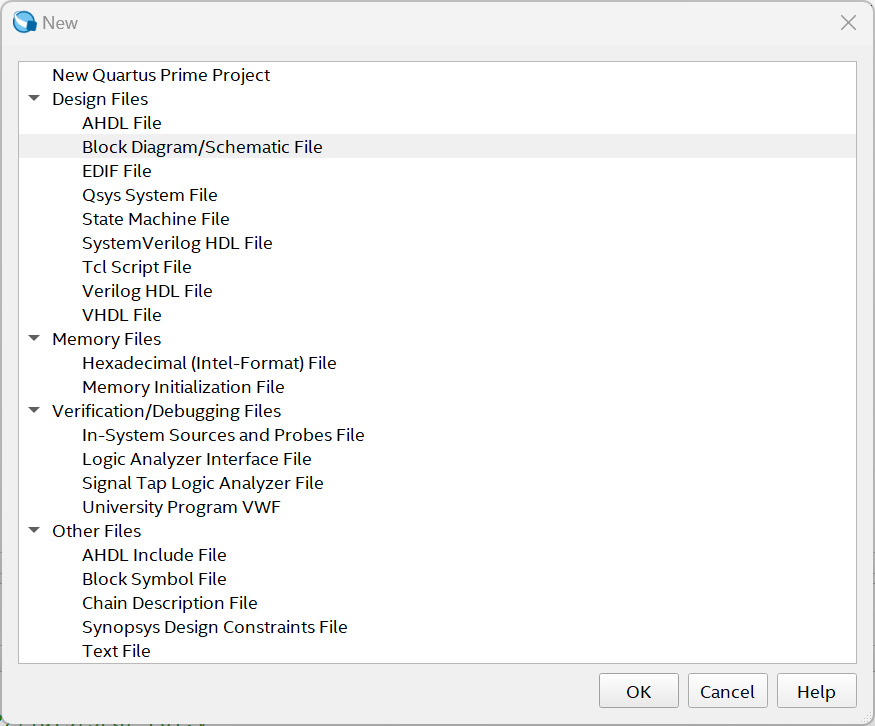 New
New Quartus Prime Project
Design Files
AHDL File
Block Diagram/Schematic File
EDIF File
Qsys System File
State Machine File
SystemVerilog HDL File
Tcl Script File
Verilog HDL File
VHDL File
Memory Files
Hexadecimal (Intel-Format) File
Memory Initialization File
Verification/Debugging Files
In-System Sources and Probes File
Logic Analyzer Interface File
Signal Tap Logic Analyzer File
University Program VWF
Other Files
AHDL Include File
Block Symbol File
Chain Description File
Synopsys Design Constraints File
Text File
OK Cancel Help